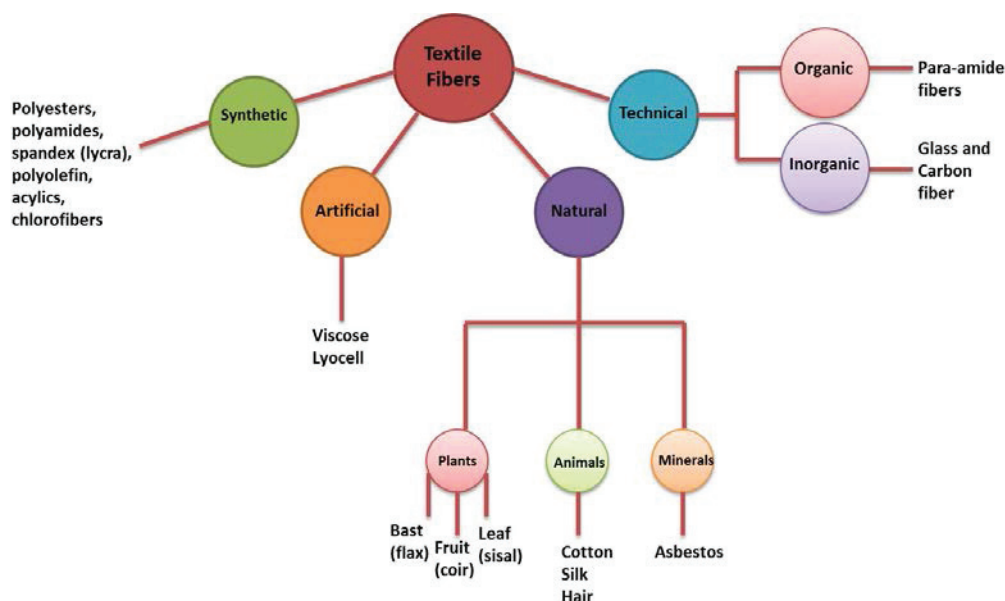 Textile
Fibers
Synthetic
Polyesters,
polyamides,
spandex (lycra),
polyolefin,
acylics,
chlorofibers
Artificial
Viscose
Lyocell
Natural
Plants
Bast
(flax)
Fruit
(coir)
Leaf
(sisal)
Animals
Cotton
Silk
Hair
Minerals
Asbestos
Technical
Organic
Para-amide
fibers
Inorganic
Glass and
Carbon
fiber